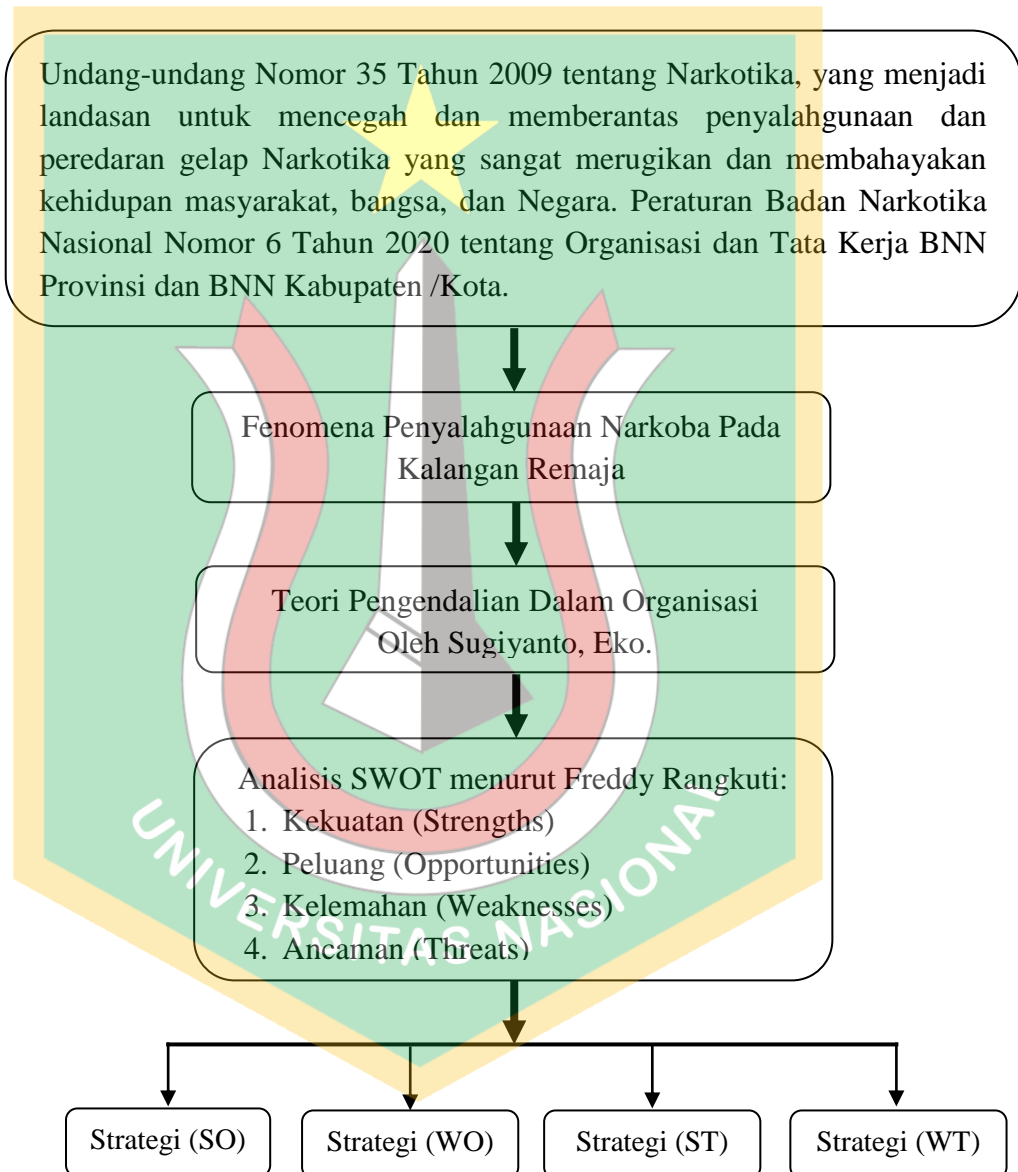 Undang-undang Nomor 35 Tahun 2009 tentang Narkotika, yang menjadi
landasan untuk mencegah dan memberantas penyalahgunaan dan
peredaran gelap Narkotika yang sangat merugikan dan membahayakan
kehidupan masyarakat, bangsa, dan Negara. Peraturan Badan Narkotika
Nasional Nomor 6 Tahun 2020 tentang Organisasi dan Tata Kerja BNN
Provinsi dan BNN Kabupaten /Kota.
Fenomena Penyalahgunaan Narkoba Pada
Kalangan Remaja
Teori Pengendalian Dalam Organisasi
Oleh Sugiyanto, Eko.
Analisis SWOT menurut Freddy Rangkuti:
1. Kekuatan (Strengths)
2. Peluang (Opportunities)
3. Kelemahan (Weaknesses)
4. Ancaman (Threats)
UNIVERSITAS NASIONAL
Strategi (SO)
Strategi (WO)
Strategi (ST)
Strategi (WT)